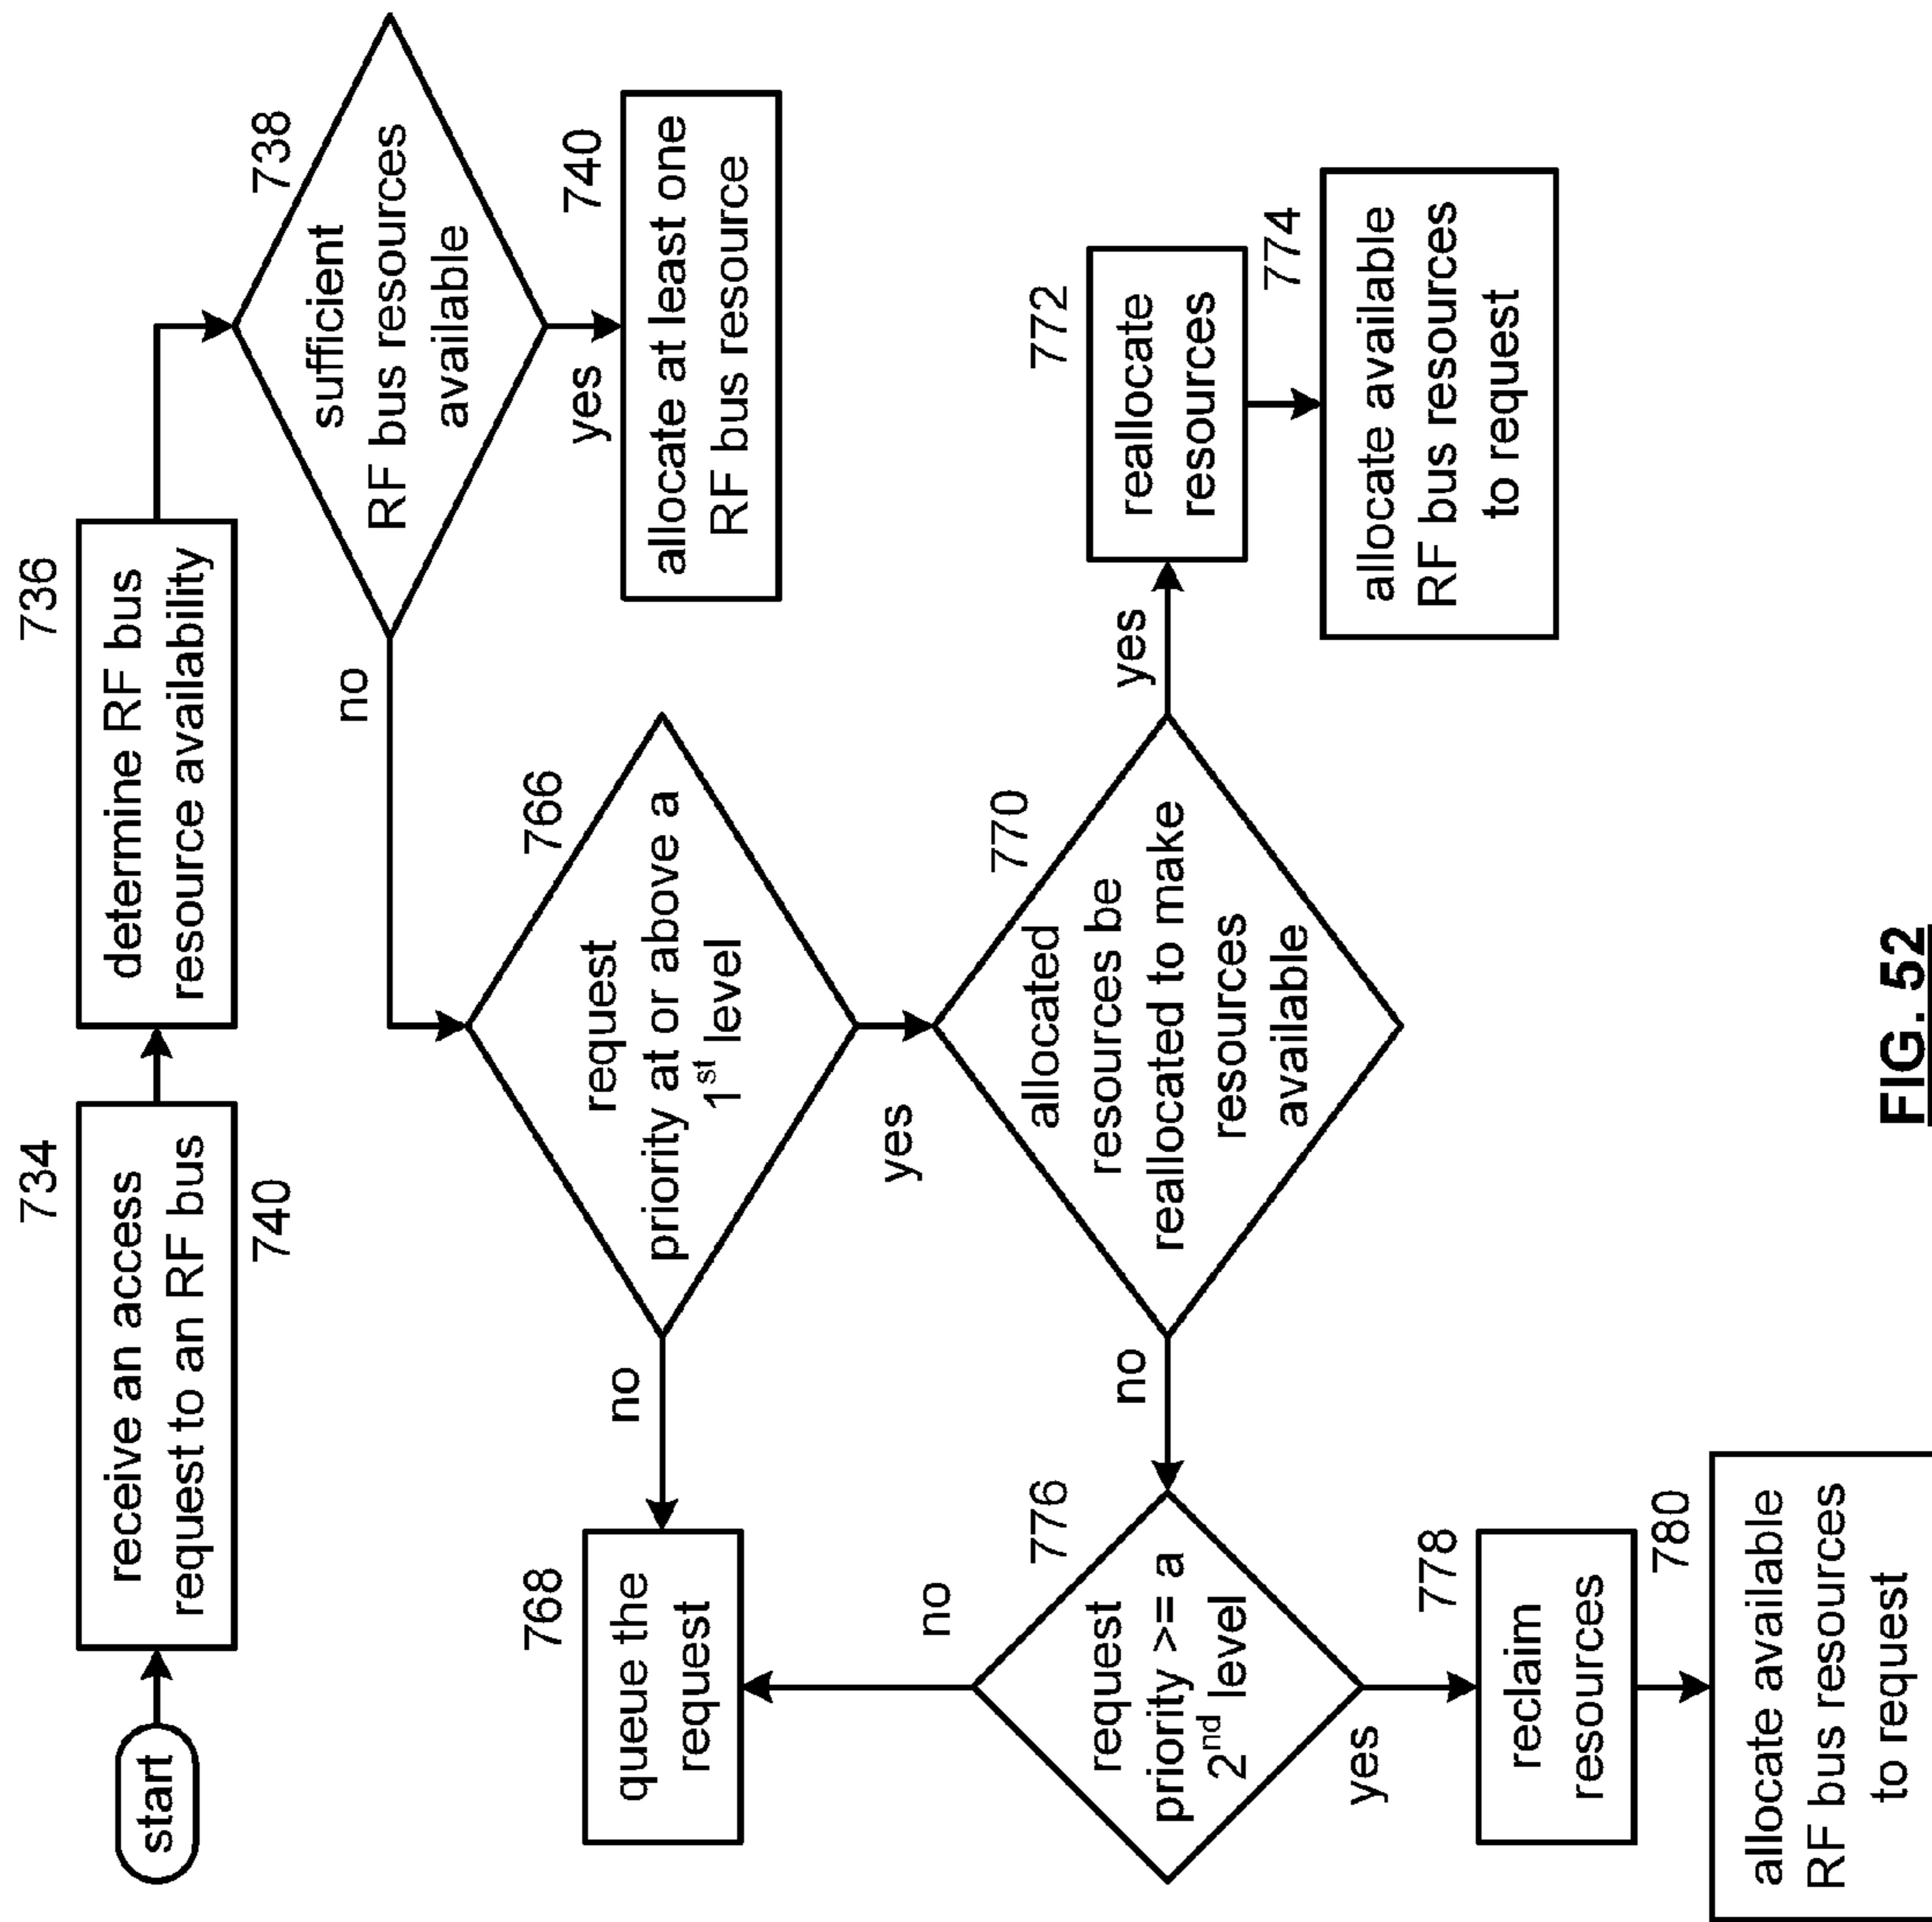 start
734
receive an access
request to an RF bus
740
736
determine RF bus
resource availability
738
sufficient
RF bus resources
available
no
yes
740
allocate at least one
RF bus resource
766
request
priority at or above a
1st level
no
yes
768
queue the
request
770
allocated
resources be
reallocated to make
resources
available
yes
no
772
reallocate
resources
774
allocate available
RF bus resources
to request
776
request
priority >= a
2nd level
no
yes
778
reclaim
resources
780
allocate available
RF bus resources
to request
FIG. 52